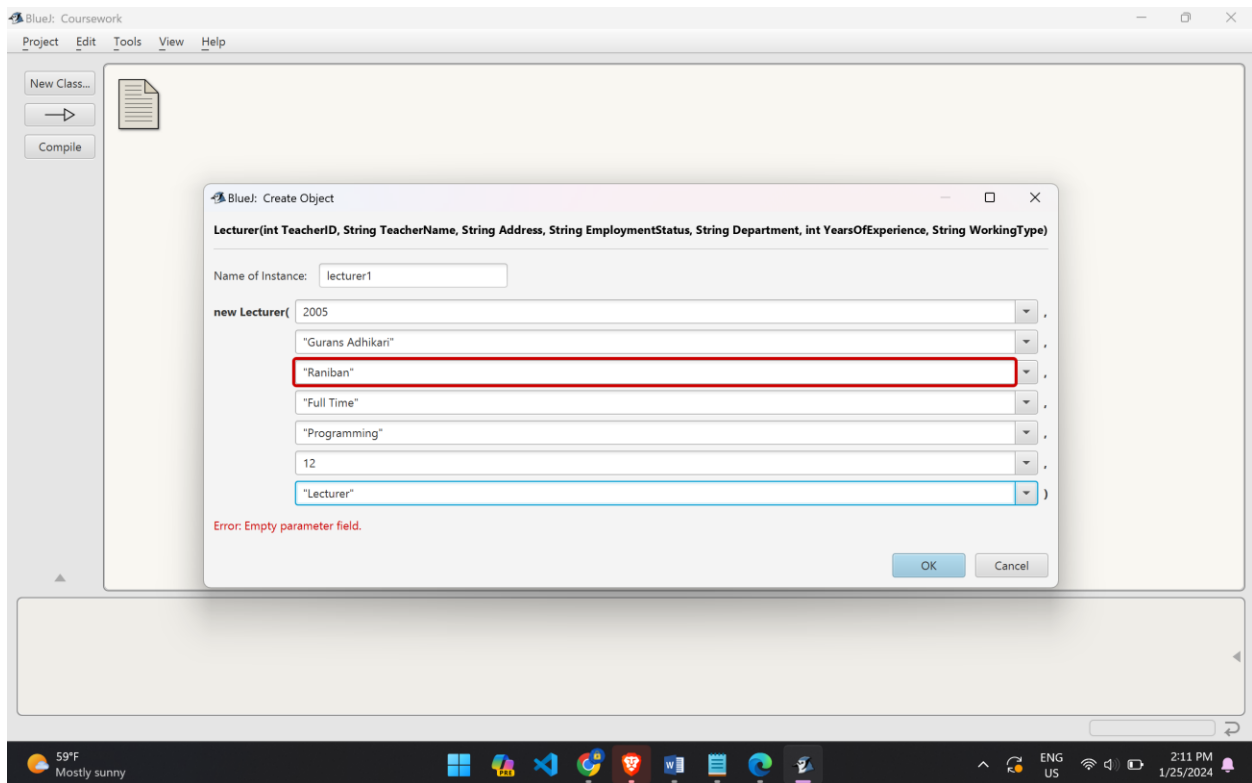 BlueJ: Coursework
Project Edit Tools View Help
New Class...
Compile
BlueJ: Create Object
Lecturer(int TeacherID, String TeacherName, String Address, String EmploymentStatus, String Department, int YearsOfExperience, String WorkingType)
Name of Instance: lecturer1
new Lecturer( 2005 ,
"Gurans Adhikari" ,
"Raniban" ,
"Full Time" ,
"Programming" ,
12 ,
"Lecturer" )
Error: Empty parameter field.
OK Cancel
59°F
Mostly sunny
PRE
ENG
US
2:11 PM
1/25/2024